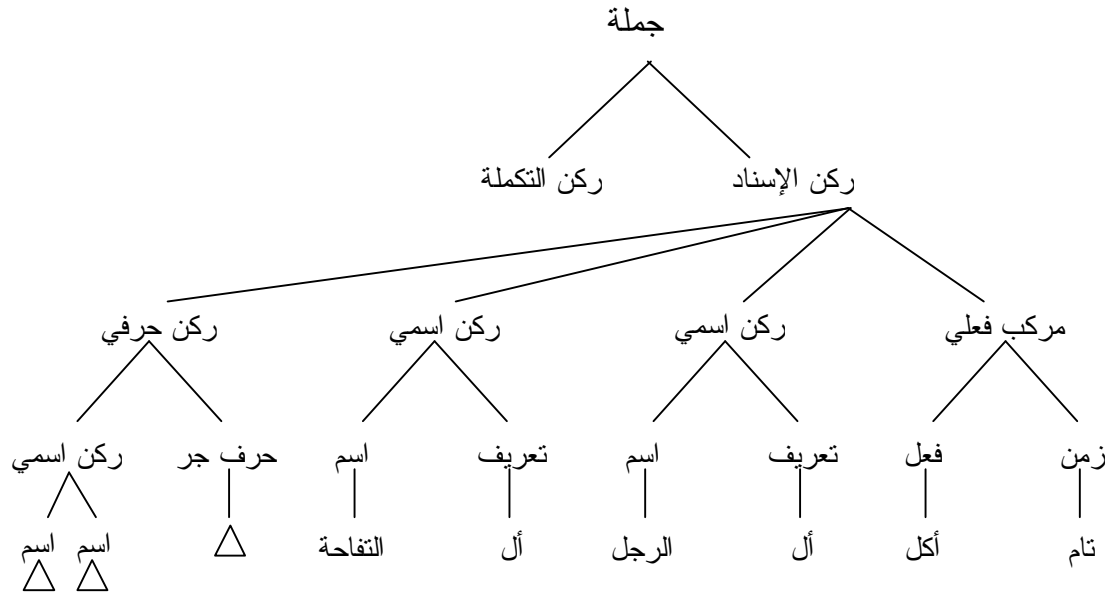 جملة
ركن الإسناد ركن التكملة
مركب فعلي ركن اسمي ركن اسمي ركن حرفي
زمن فعل تعريف اسم تعريف اسم حرف جر ركن اسمي
تام أكل أل الرجل أل التفاحة اسم اسم